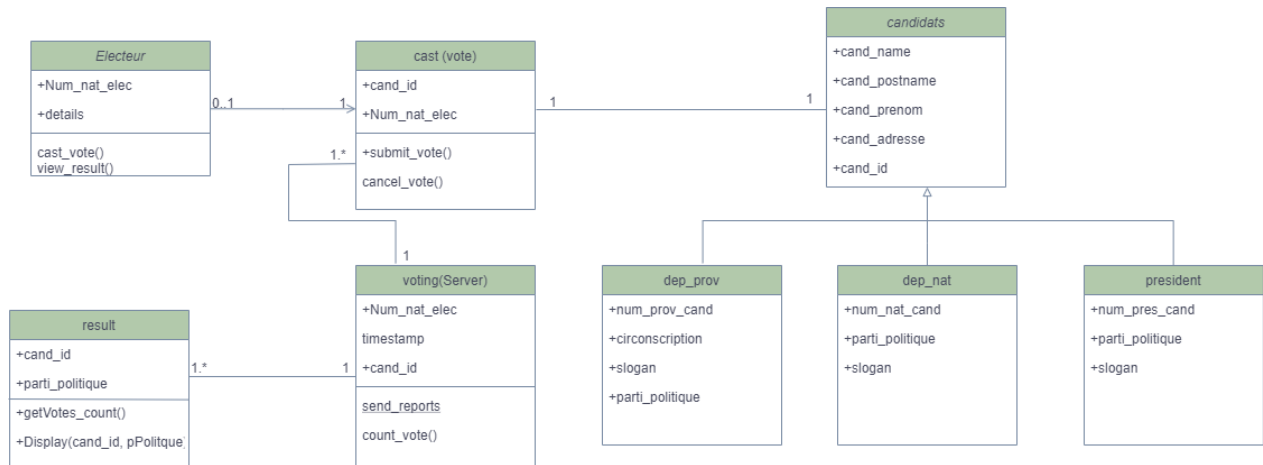 Electeur
+Num_nat_elec
+details
cast_vote()
view_result()
0..1
1
cast (vote)
+cand_id
+Num_nat_elec
+submit_vote()
cancel_vote()
1.*
1
1
1
candidats
+cand_name
+cand_postname
+cand_prenom
+cand_adresse
+cand_id
result
+cand_id
+parti_politique
+getVotes_count()
+Display(cand_id, pPolitque)
1.*
1
voting(Server)
+Num_nat_elec
timestamp
+cand_id
send_reports
count_vote()
dep_prov
+num_prov_cand
+circonscription
+slogan
+parti_politique
dep_nat
+num_nat_cand
+parti_politique
+slogan
president
+num_pres_cand
+parti_politique
+slogan